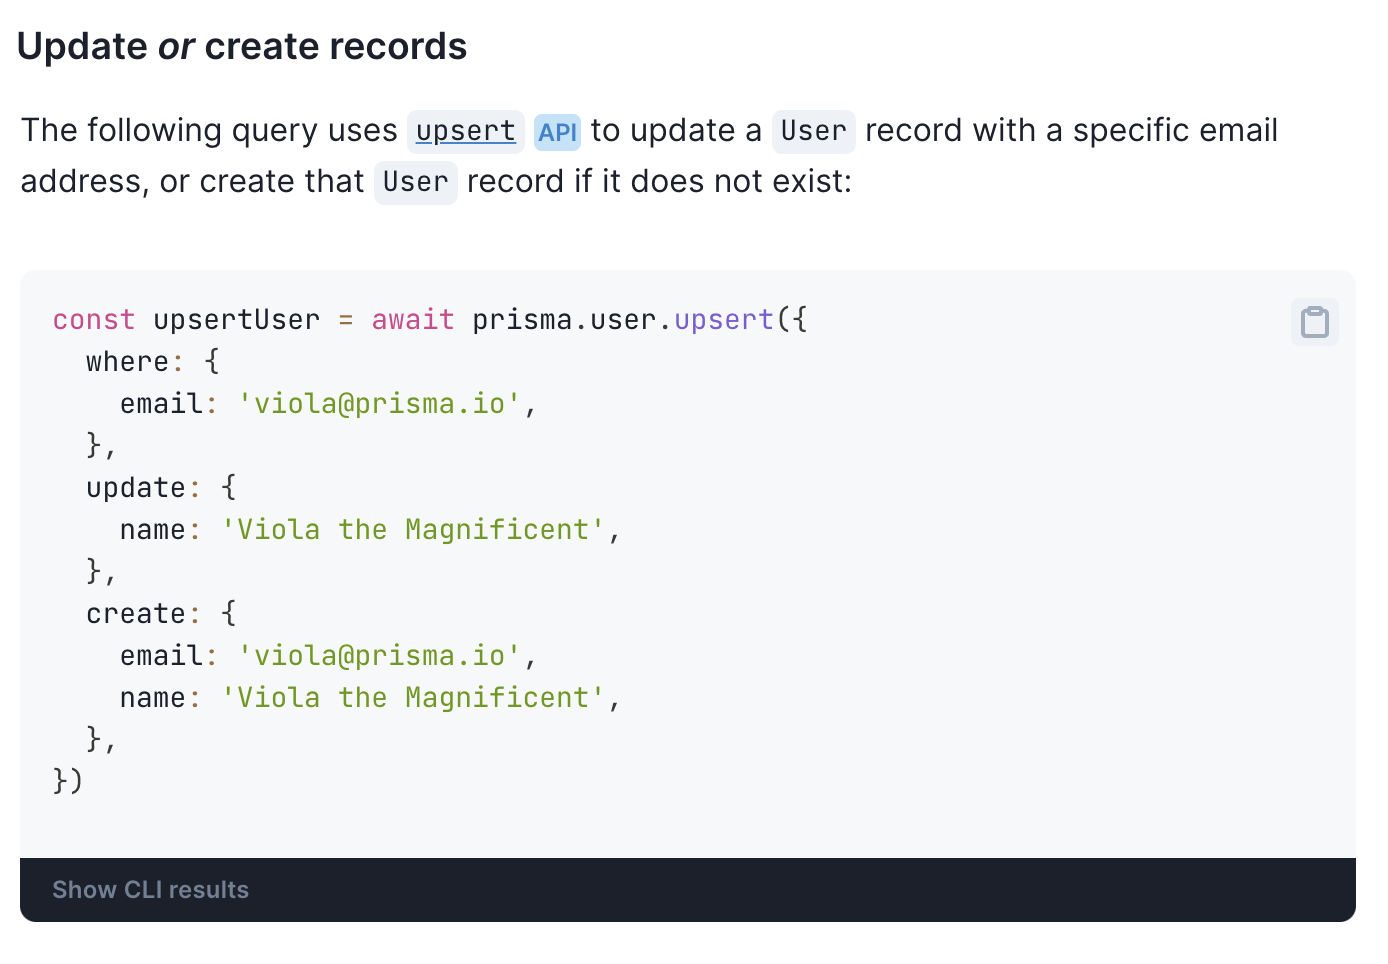 Update or create records
The following query uses upsert API to update a User record with a specific email
address, or create that User record if it does not exist:
const upsertUser = await prisma.user.upsert({
  where: {
    email: 'viola@prisma.io',
  },
  update: {
    name: 'Viola the Magnificent',
  },
  create: {
    email: 'viola@prisma.io',
    name: 'Viola the Magnificent',
  },
})
Show CLI results